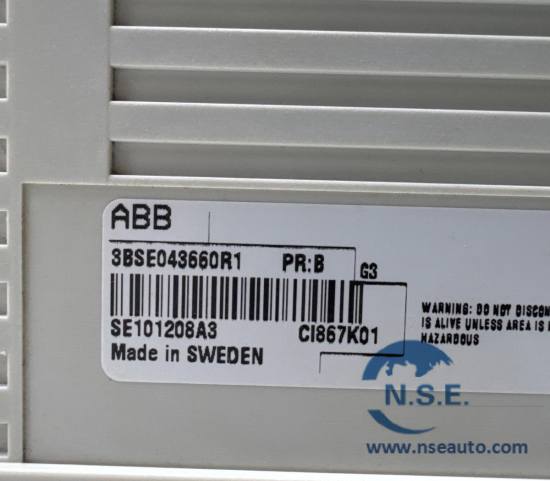 ABB
3BSE043660R1 PR:B G3
SE101208A3 CI867K01
Made in SWEDEN
WARNING: DO NOT DISCON
IS ALIVE UNLESS AREA IS
HAZARDOUS
N.S.E.
www.nseauto.com